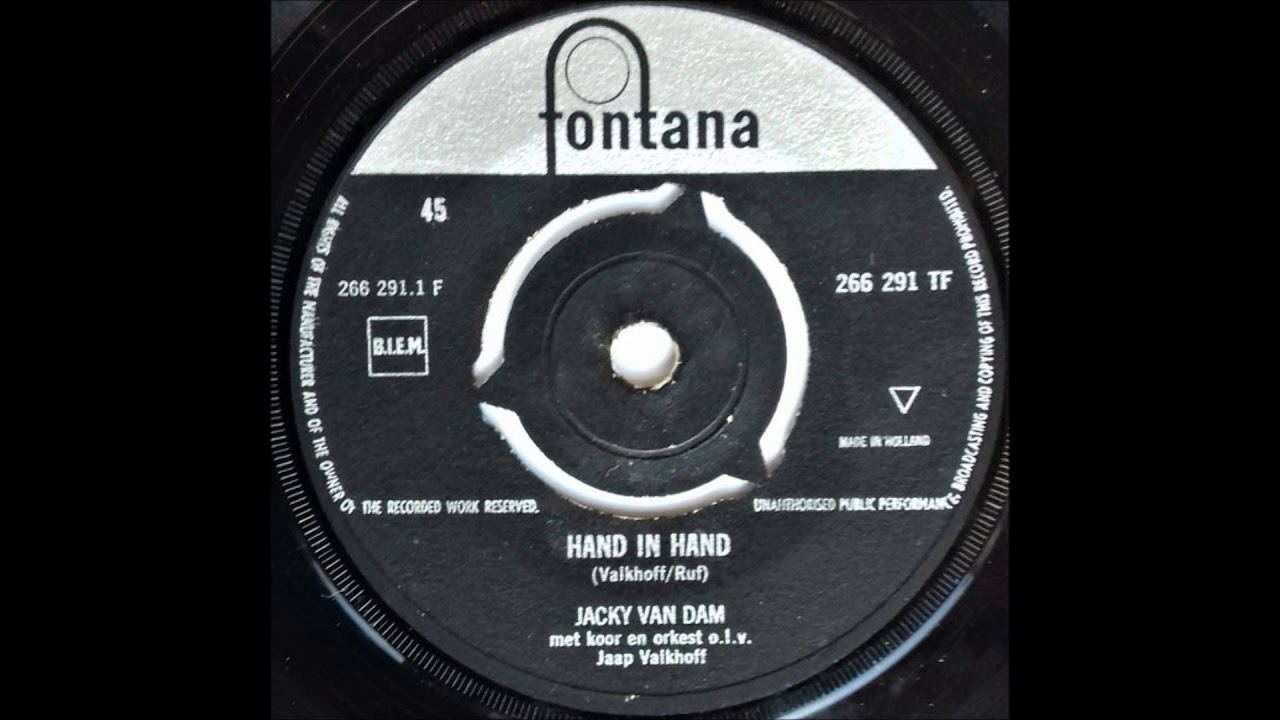 fontana
45
266 291.1 F
266 291 TF
B.I.E.M.
MADE IN HOLLAND
ALL RIGHTS OF THE MANUFACTURER AND OF THE OWNER OF THE RECORDED WORK RESERVED.
UNAUTHORISED PUBLIC PERFORMANCE, BROADCASTING AND COPYING OF THIS RECORD PROHIBITED.
HAND IN HAND
(Valkhoff/Ruf)
JACKY VAN DAM
met koor en orkest o.l.v.
Jaap Valkhoff